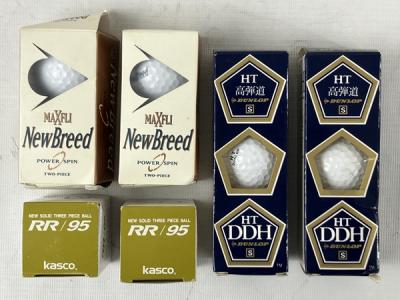 MAXFLI
NewBreed
POWER SPIN
TWO-PIECE
MAXFLI
NewBreed
POWER SPIN
TWO-PIECE
NEW SOLID THREE PIECE BALL
RR/95
kasco
NEW SOLID THREE PIECE BALL
RR/95
kasco
HT
高弾道
DUNLOP
S
HT
DDH
DUNLOP
S
HT
高弾道
DUNLOP
S
HT
DDH
DUNLOP
S